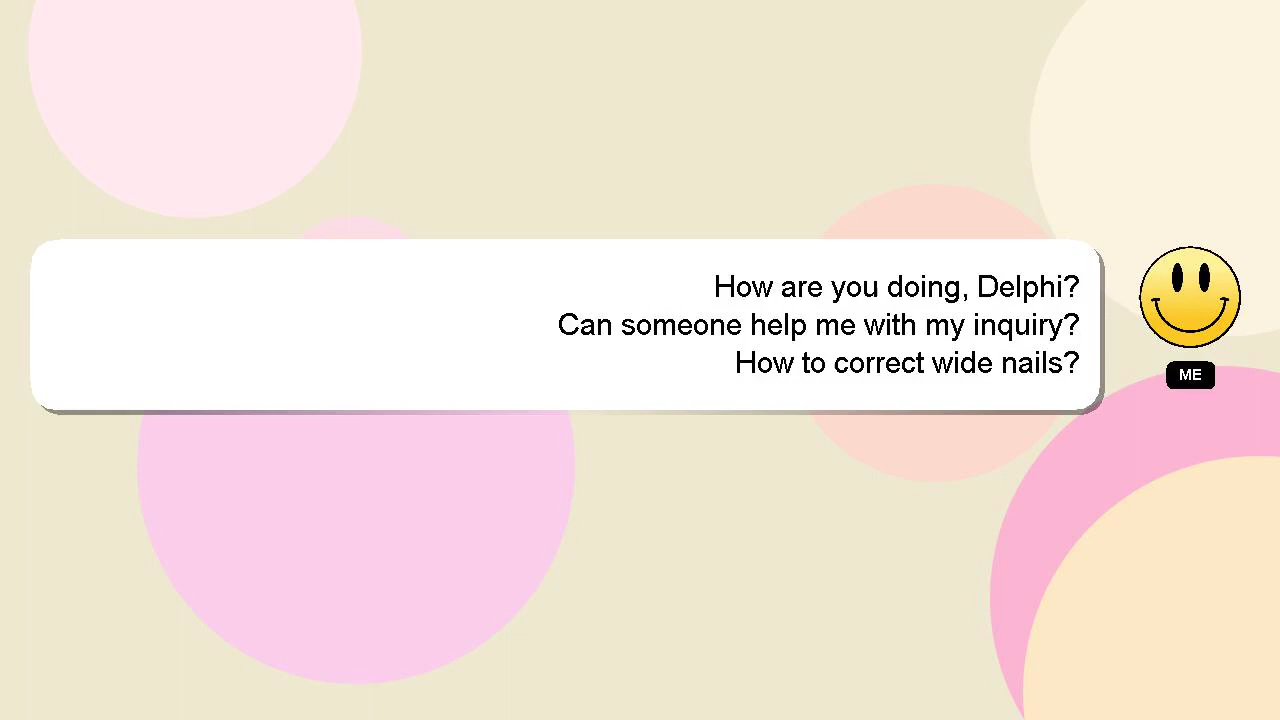 How are you doing, Delphi?
Can someone help me with my inquiry?
How to correct wide nails?
ME